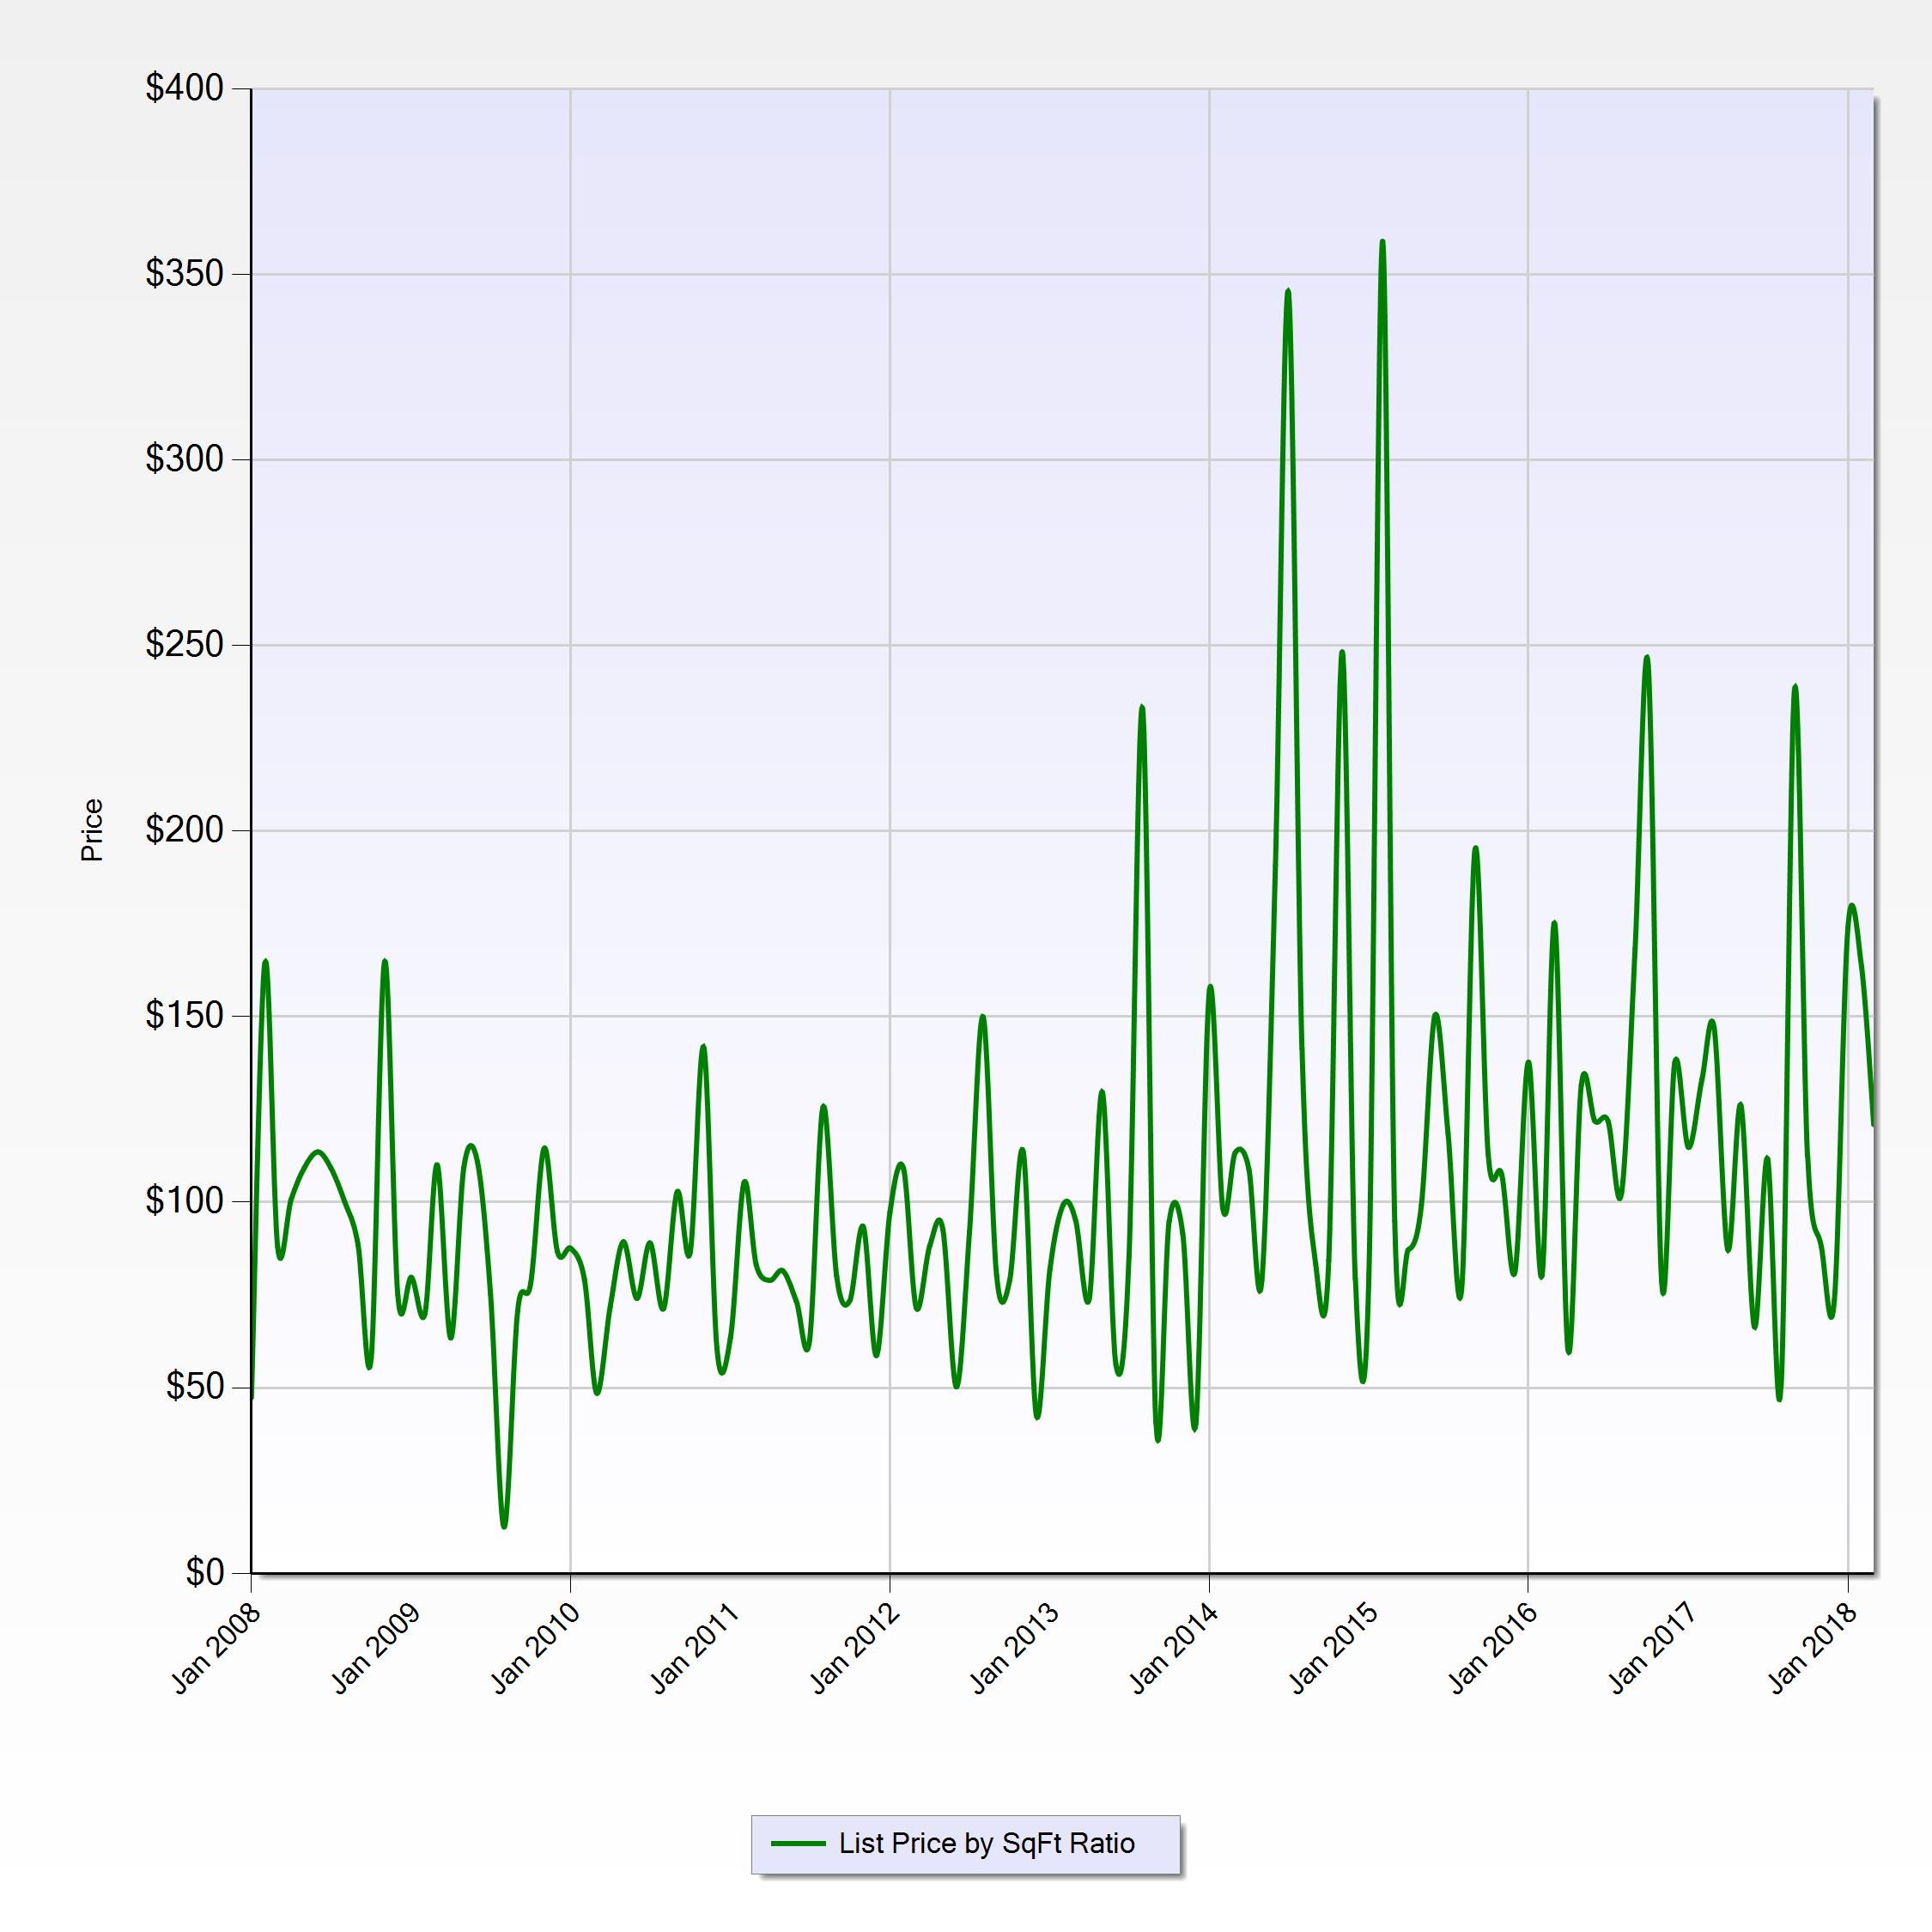 $400
$350
$300
$250
$200
$150
$100
$50
$0
Price
Jan 2008
Jan 2009
Jan 2010
Jan 2011
Jan 2012
Jan 2013
Jan 2014
Jan 2015
Jan 2016
Jan 2017
Jan 2018
List Price by SqFt Ratio